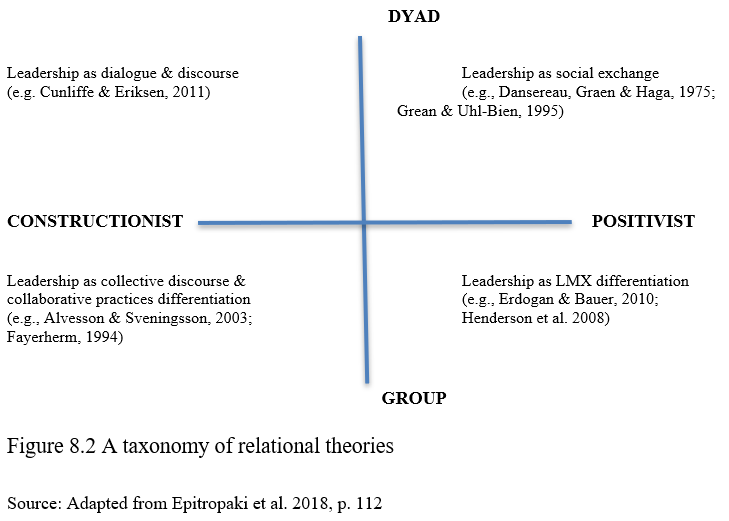 DYAD
Leadership as dialogue & discourse
(e.g. Cunliffe & Eriksen, 2011)
Leadership as social exchange
(e.g., Dansereau, Graen & Haga, 1975;
Grean & Uhl-Bien, 1995)
CONSTRUCTIONIST
POSITIVIST
Leadership as collective discourse &
collaborative practices differentiation
(e.g., Alvesson & Sveningsson, 2003;
Fayerherm, 1994)
Leadership as LMX differentiation
(e.g., Erdogan & Bauer, 2010;
Henderson et al. 2008)
GROUP
Figure 8.2 A taxonomy of relational theories
Source: Adapted from Epitropaki et al. 2018, p. 112